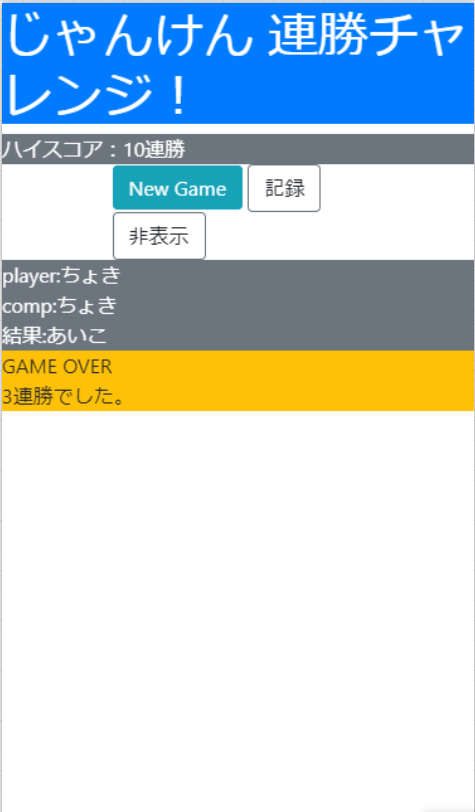 じゃんけん 連勝チャ
レンジ！
ハイスコア：10連勝
New Game 記録
非表示
player:ちょき
comp:ちょき
結果:あいこ
GAME OVER
3連勝でした。